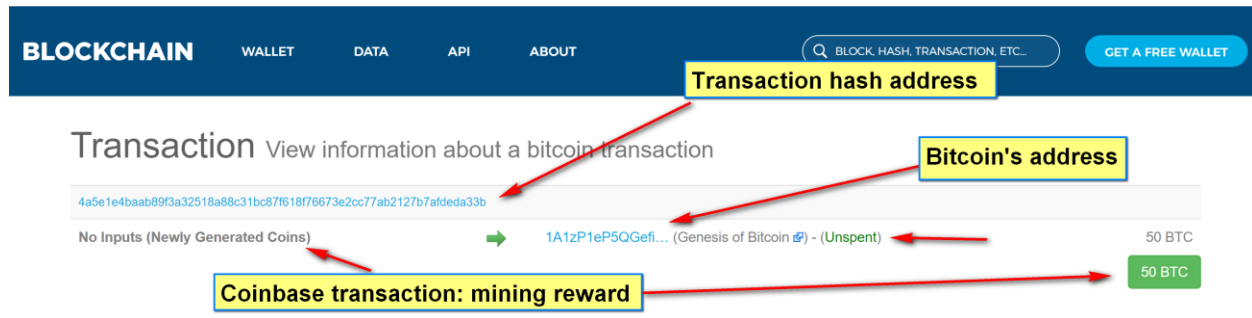 BLOCKCHAIN WALLET DATA API ABOUT BLOCK, HASH, TRANSACTION, ETC... GET A FREE WALLET
Transaction hash address
Transaction View information about a bitcoin transaction
Bitcoin's address
4a5e1e4baab89f3a32518a88c31bc87f618f76673e2cc77ab2127b7afdeda33b
No Inputs (Newly Generated Coins) 1A1zP1eP5QGefi... (Genesis of Bitcoin) - (Unspent) 50 BTC
50 BTC
Coinbase transaction: mining reward